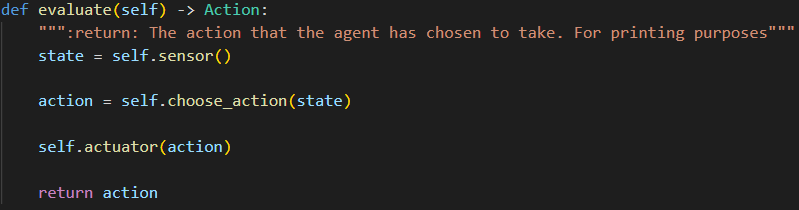 def evaluate(self) -> Action:
    """:return: The action that the agent has chosen to take. For printing purposes"""
    state = self.sensor()
    action = self.choose_action(state)
    self.actuator(action)
    return action